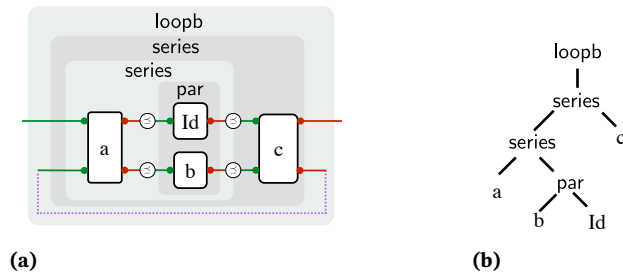 loopb
series
series
par
Id
⪯ ⪯
a
c
⪯ b ⪯
(a)
loopb
series
series c
a par
b Id
(b)